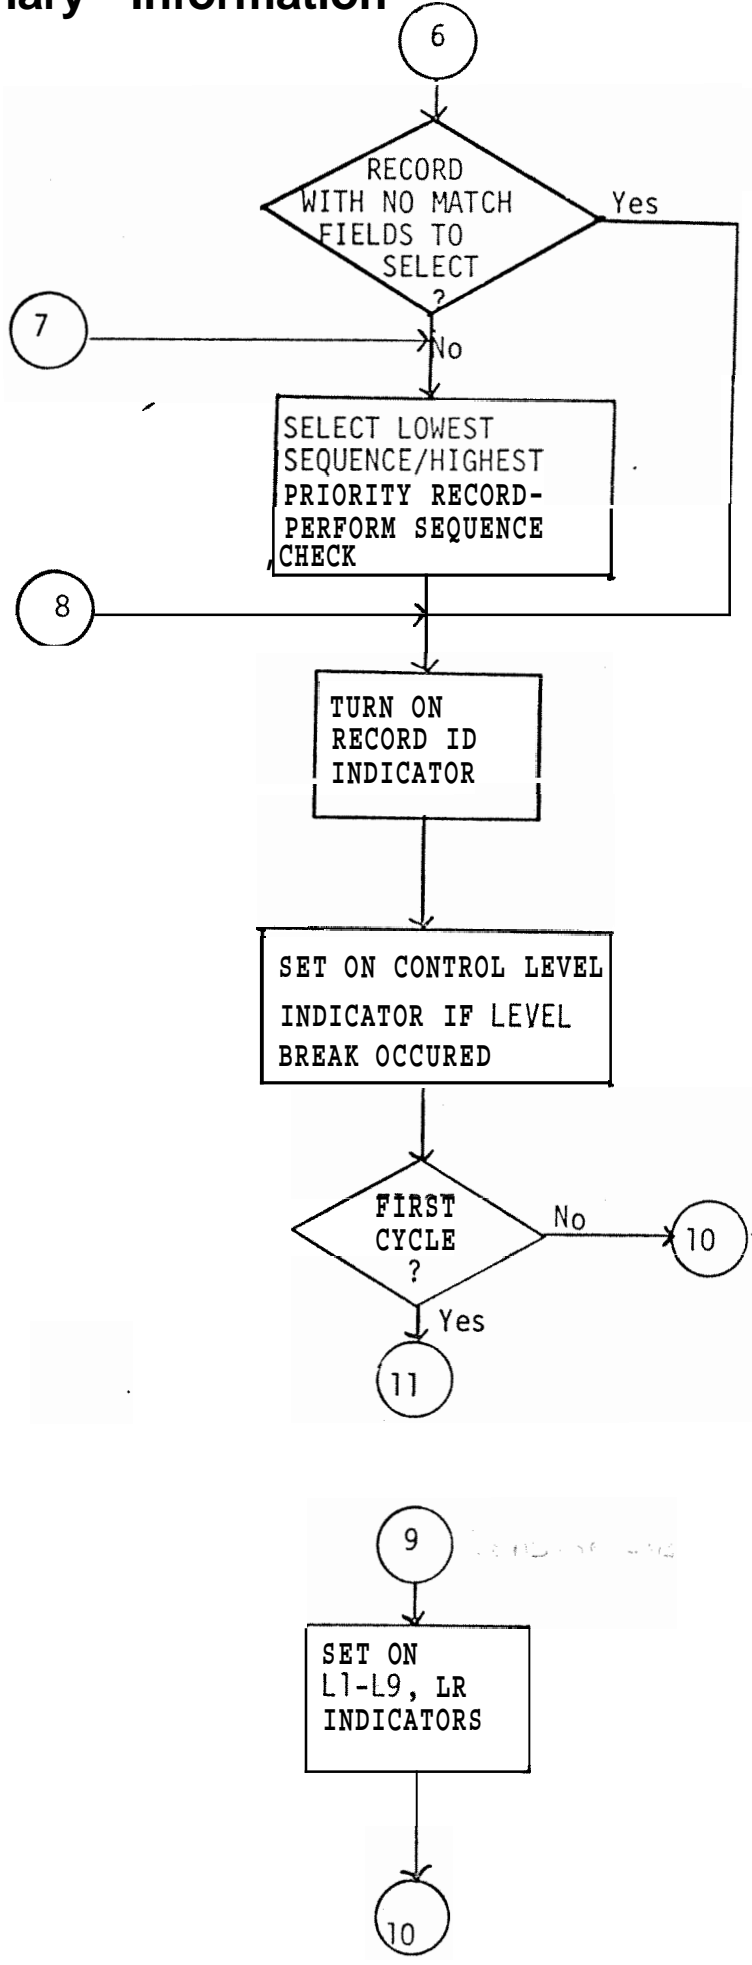 Information
6
RECORD
WITH NO MATCH
FIELDS TO
SELECT
?
Yes
7
No
SELECT LOWEST
SEQUENCE/HIGHEST
PRIORITY RECORD-
PERFORM SEQUENCE
CHECK
8
TURN ON
RECORD ID
INDICATOR
SET ON CONTROL LEVEL
INDICATOR IF LEVEL
BREAK OCCURED
FIRST
CYCLE
?
No
10
Yes
11
9
SET ON
L1-L9, LR
INDICATORS
10